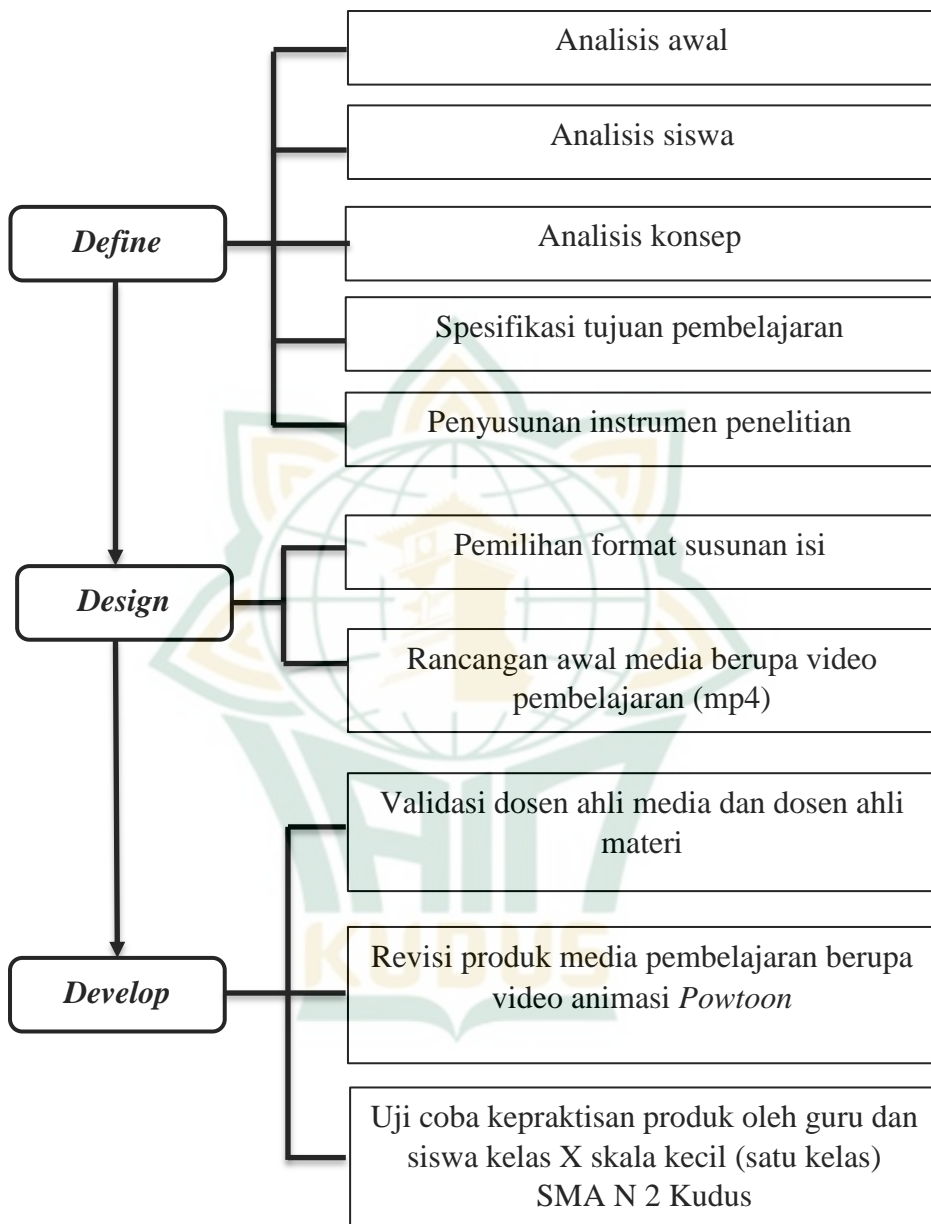 Analisis awal
Analisis siswa
Define
Analisis konsep
Spesifikasi tujuan pembelajaran
Penyusunan instrumen penelitian
Design
Pemilihan format susunan isi
Rancangan awal media berupa video
pembelajaran (mp4)
Develop
Validasi dosen ahli media dan dosen ahli
materi
Revisi produk media pembelajaran berupa
video animasi Powtoon
Uji coba kepraktisan produk oleh guru dan
siswa kelas X skala kecil (satu kelas)
SMA N 2 Kudus
IAIN
KUDUS